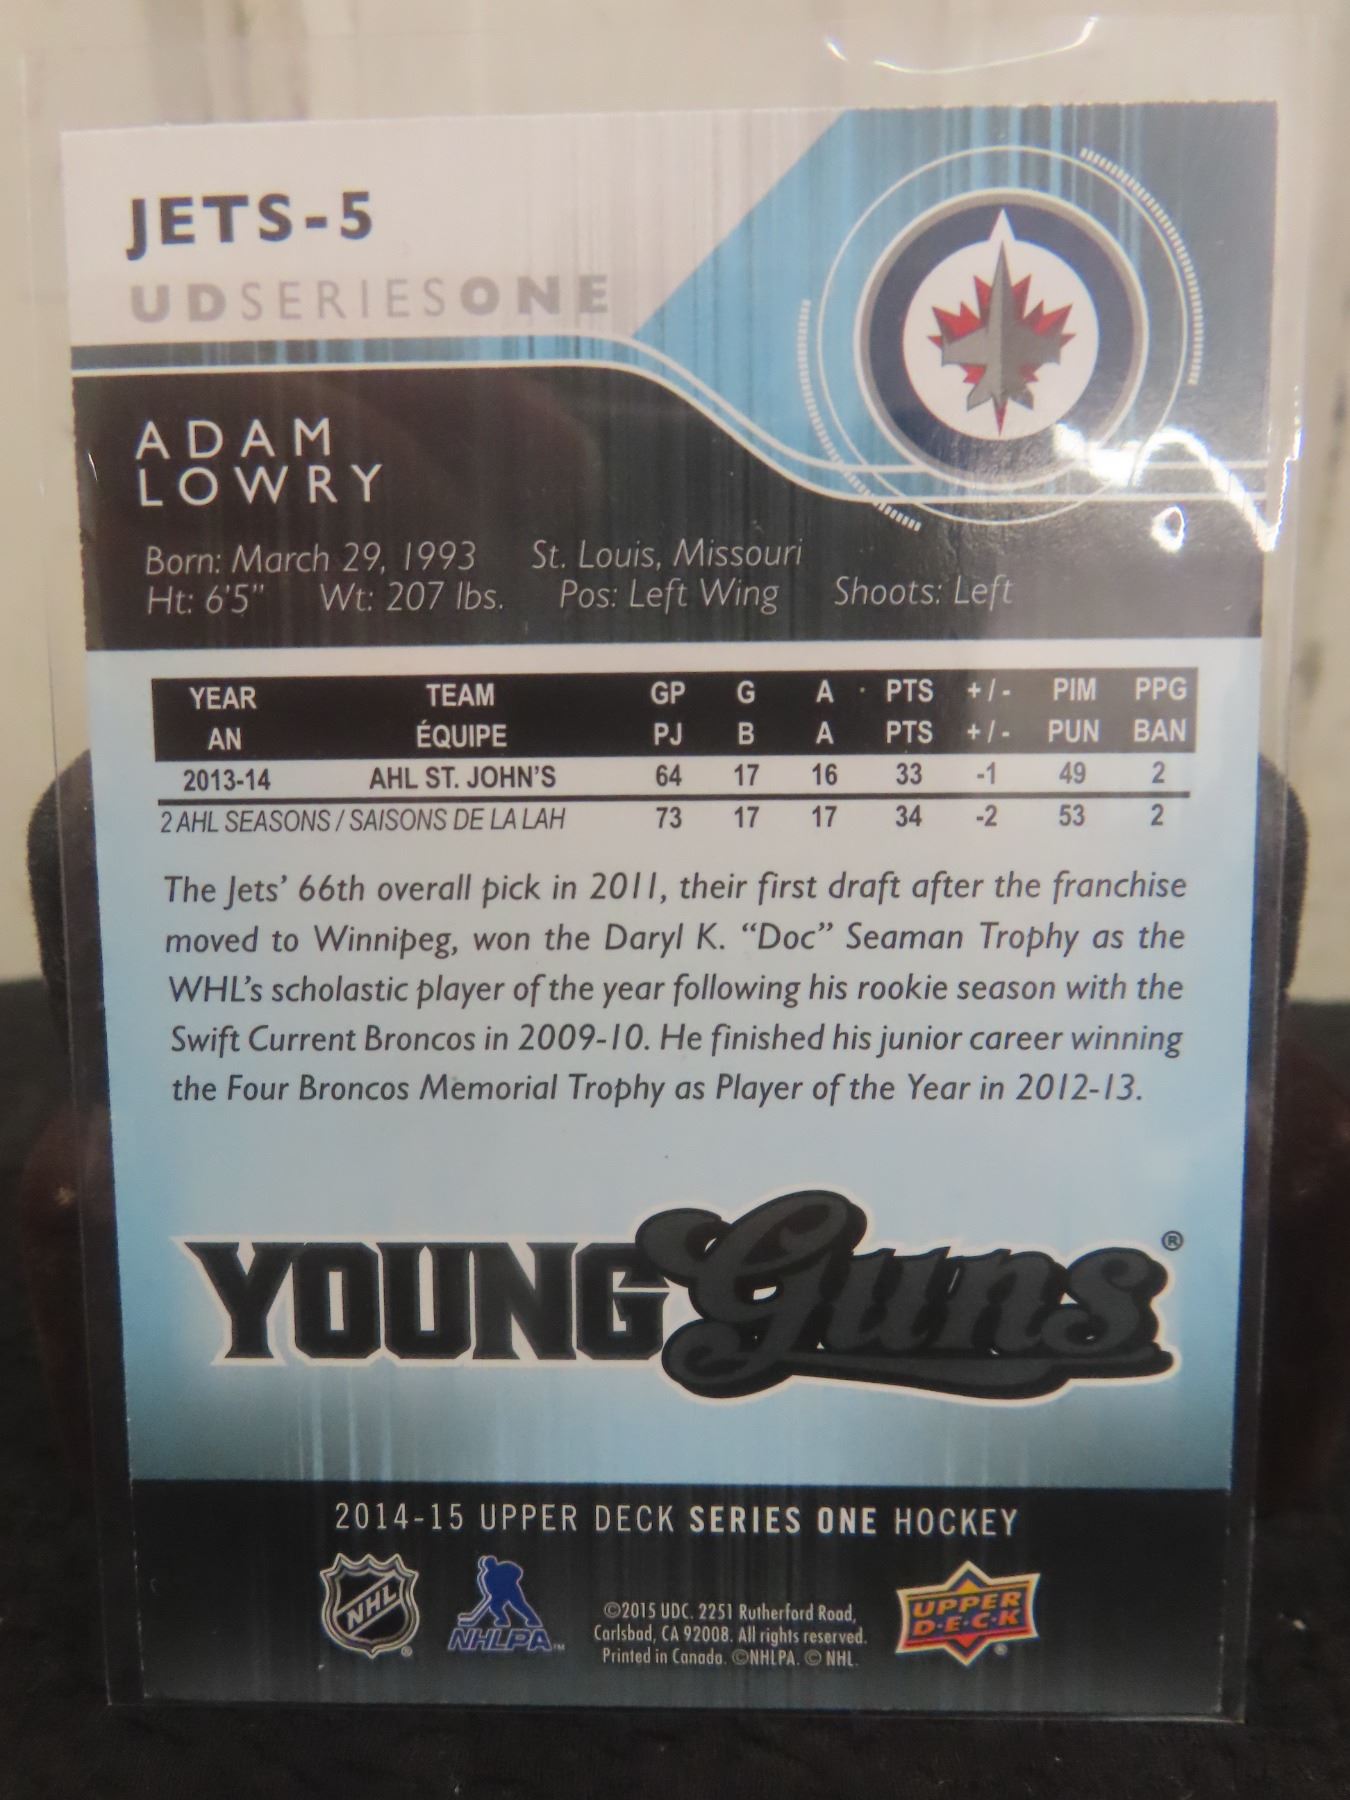 JETS-5
UDSERIESONE
ADAM
LOWRY
Born: March 29, 1993 St. Louis, Missouri
Ht: 6'5" Wt: 207 lbs. Pos: Left Wing Shoots: Left
YEAR TEAM GP G A PTS +/- PIM PPG
AN ÉQUIPE PJ B A PTS +/- PUN BAN
2013-14 AHL ST. JOHN'S 64 17 16 33 -1 49 2
2 AHL SEASONS / SAISONS DE LA LAH 73 17 17 34 -2 53 2
The Jets' 66th overall pick in 2011, their first draft after the franchise
moved to Winnipeg, won the Daryl K. “Doc” Seaman Trophy as the
WHL's scholastic player of the year following his rookie season with the
Swift Current Broncos in 2009-10. He finished his junior career winning
the Four Broncos Memorial Trophy as Player of the Year in 2012-13.
YOUNG Guns®
2014-15 UPPER DECK SERIES ONE HOCKEY
NHL ®
NHLPA™
©2015 UDC. 2251 Rutherford Road,
Carlsbad, CA 92008. All rights reserved.
Printed in Canada. ©NHLPA. © NHL.
UPPER
D•E•C•K
®